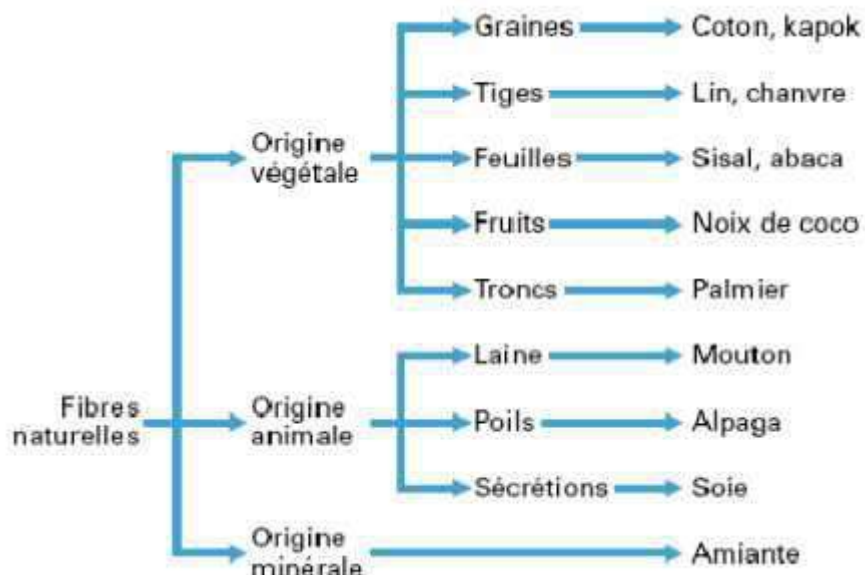 Graines Coton, kapok
Tiges Lin, chanvre
Origine
végétale
Feuilles Sisal, abaca
Fruits Noix de coco
Troncs Palmier
Laine Mouton
Fibres
naturelles
Origine
animale
Poils Alpaga
Sécrétions Soie
Origine
minérale
Amiante